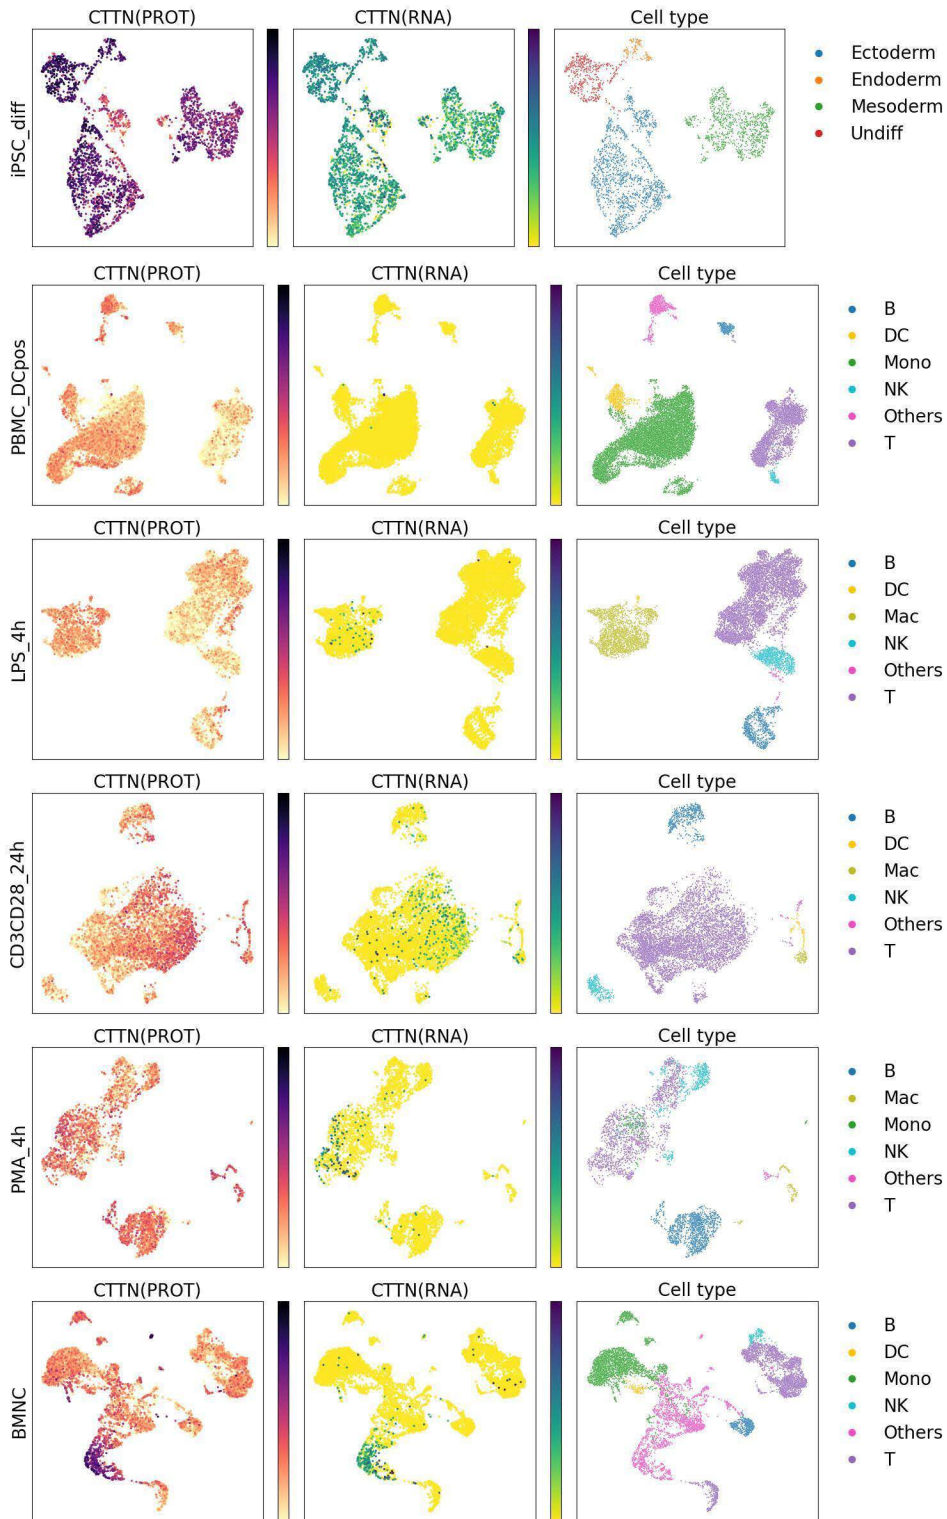 CTTN(PROT) CTTN(RNA) Cell type
iPSC_diff
Ectoderm
Endoderm
Mesoderm
Undiff
CTTN(PROT) CTTN(RNA) Cell type
PBMC_DCpos
B
DC
Mono
NK
Others
T
CTTN(PROT) CTTN(RNA) Cell type
LPS_4h
B
DC
Mac
NK
Others
T
CTTN(PROT) CTTN(RNA) Cell type
CD3CD28_24h
B
DC
Mac
NK
Others
T
CTTN(PROT) CTTN(RNA) Cell type
PMA_4h
B
Mac
Mono
NK
Others
T
CTTN(PROT) CTTN(RNA) Cell type
BMNC
B
DC
Mono
NK
Others
T